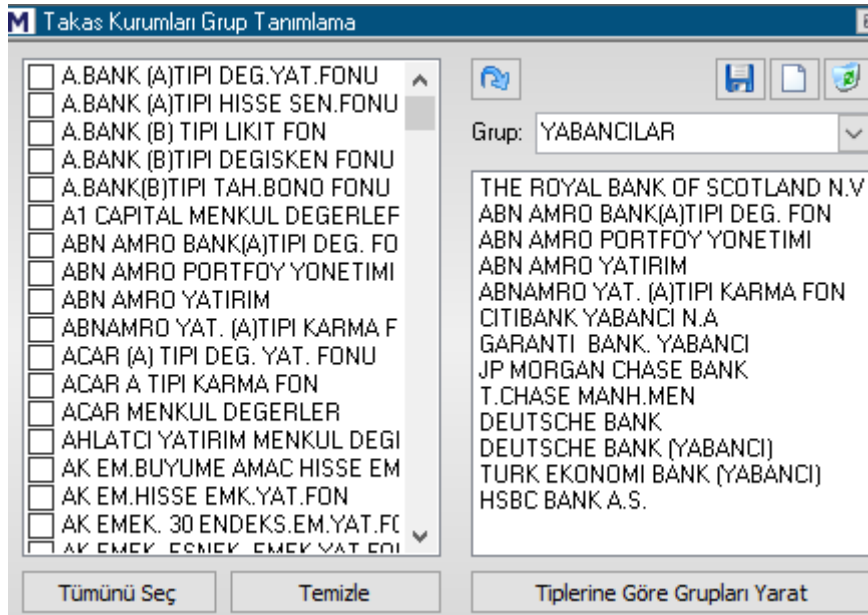 M Takas Kurumları Grup Tanımlama
A.BANK (A)TIPI DEG.YAT.FONU
A.BANK (A)TIPI HISSE SEN.FONU
A.BANK (B) TIPI LIKIT FON
A.BANK (B)TIPI DEGISKEN FONU
A.BANK(B)TIPI TAH.BONO FONU
A1 CAPITAL MENKUL DEGERLEF
ABN AMRO BANK(A)TIPI DEG. FO
ABN AMRO PORTFOY YONETIMI
ABN AMRO YATIRIM
ABNAMRO YAT. (A)TIPI KARMA F
ACAR (A) TIPI DEG. YAT. FONU
ACAR A TIPI KARMA FON
ACAR MENKUL DEGERLER
AHLATCI YATIRIM MENKUL DEGI
AK EM.BUYUME AMAC HISSE EM
AK EM.HISSE EMK.YAT.FON
AK EMEK. 30 ENDEKS.EM.YAT.F(
AK EMEK. ESNEK. EMEK.YAT.FOI
Tümünü Seç
Temizle
Grup: YABANCILAR
THE ROYAL BANK OF SCOTLAND N.V
ABN AMRO BANK(A)TIPI DEG. FON
ABN AMRO PORTFOY YONETIMI
ABN AMRO YATIRIM
ABNAMRO YAT. (A)TIPI KARMA FON
CITIBANK YABANCI N.A
GARANTI BANK. YABANCI
JP MORGAN CHASE BANK
T.CHASE MANH.MEN
DEUTSCHE BANK
DEUTSCHE BANK (YABANCI)
TURK EKONOMI BANK (YABANCI)
HSBC BANK A.S.
Tiplerine Göre Grupları Yarat